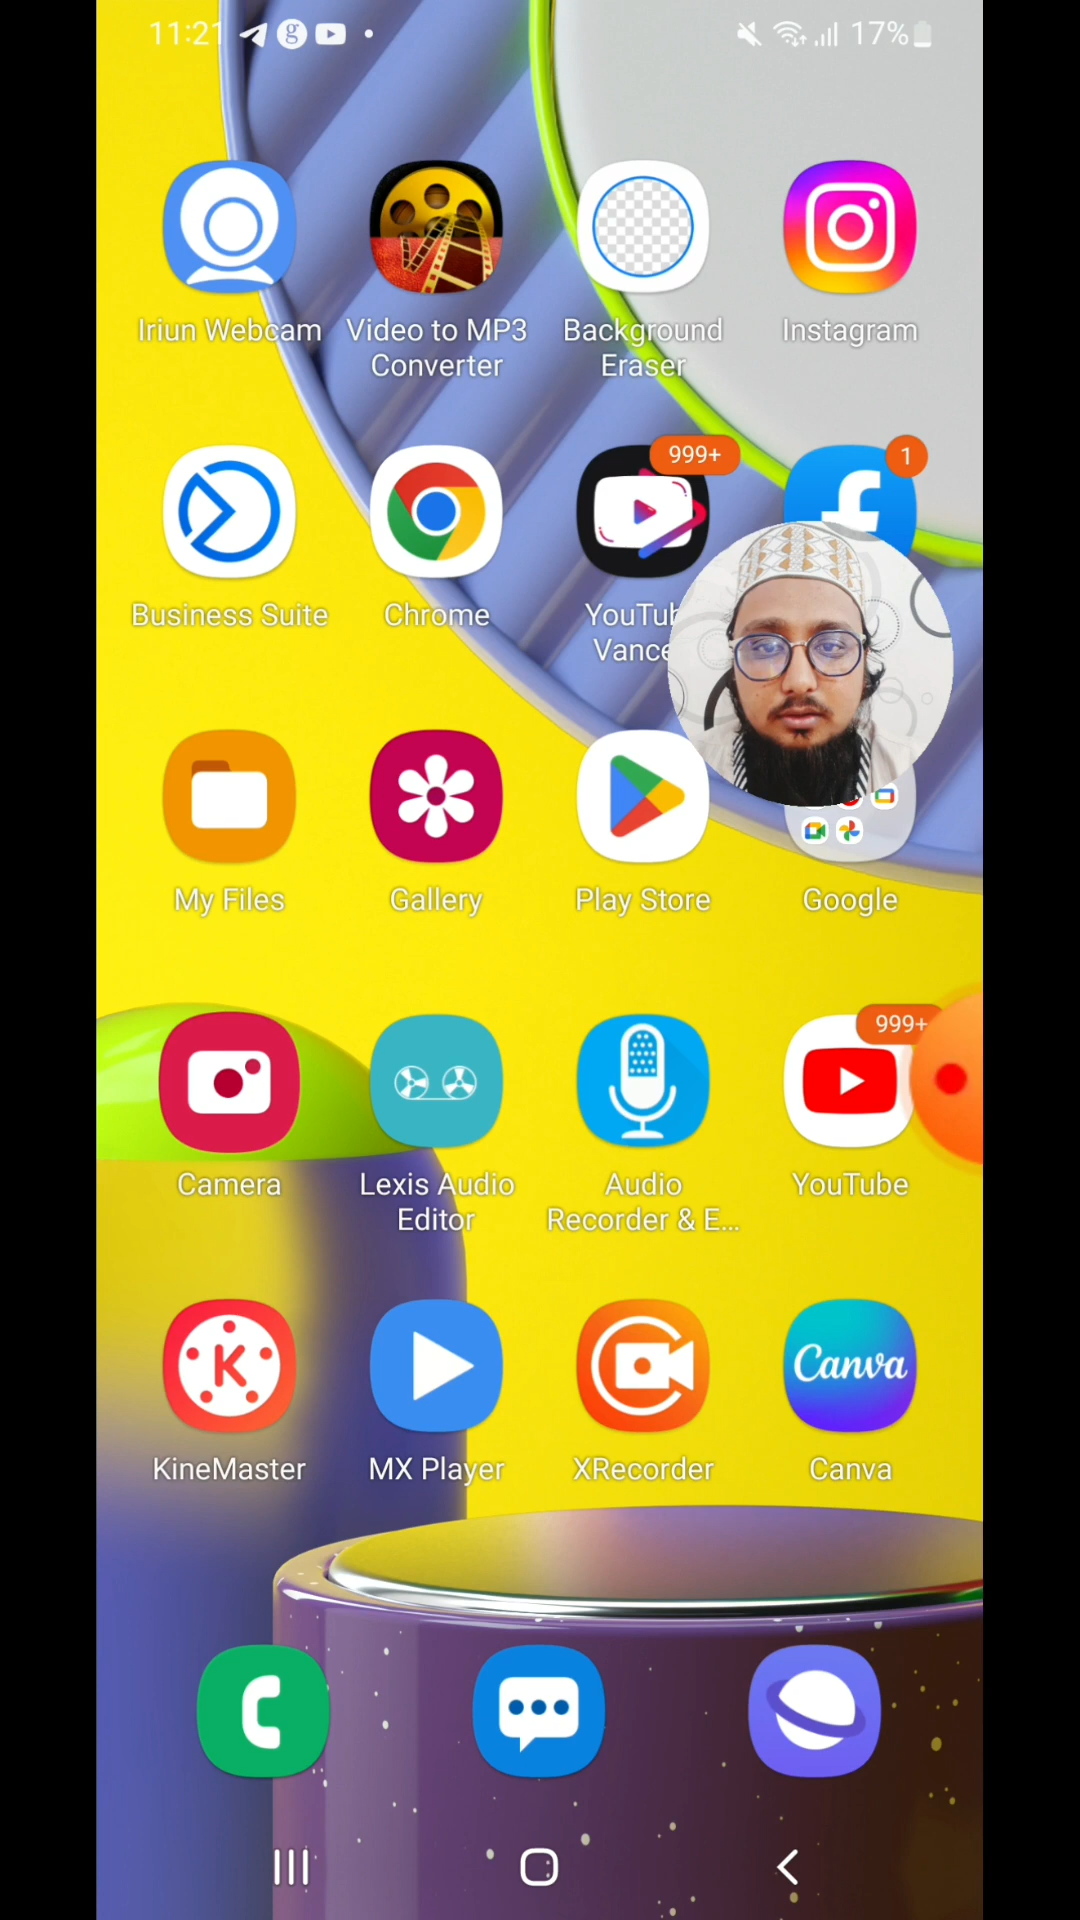 11:21
17%
Iriun Webcam
Video to MP3
Converter
Background
Eraser
Instagram
999+
1
Business Suite
Chrome
YouTub
Vance
My Files
Gallery
Play Store
Google
999+
Camera
Lexis Audio
Editor
Audio
Recorder & E...
YouTube
Canva
KineMaster
MX Player
XRecorder
Canva